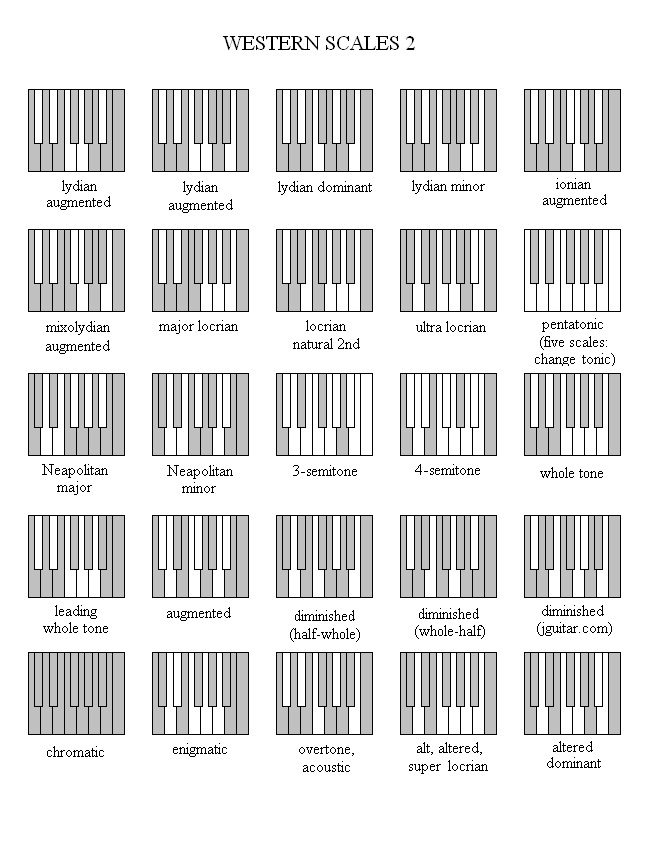 WESTERN SCALES 2
lydian
augmented
lydian
augmented
lydian dominant
lydian minor
ionian
augmented
mixolydian
augmented
major locrian
locrian
natural 2nd
ultra locrian
pentatonic
(five scales:
change tonic)
Neapolitan
major
Neapolitan
minor
3-semitone
4-semitone
whole tone
leading
whole tone
augmented
diminished
(half-whole)
diminished
(whole-half)
diminished
(jguitar.com)
chromatic
enigmatic
overtone,
acoustic
alt, altered,
super locrian
altered
dominant